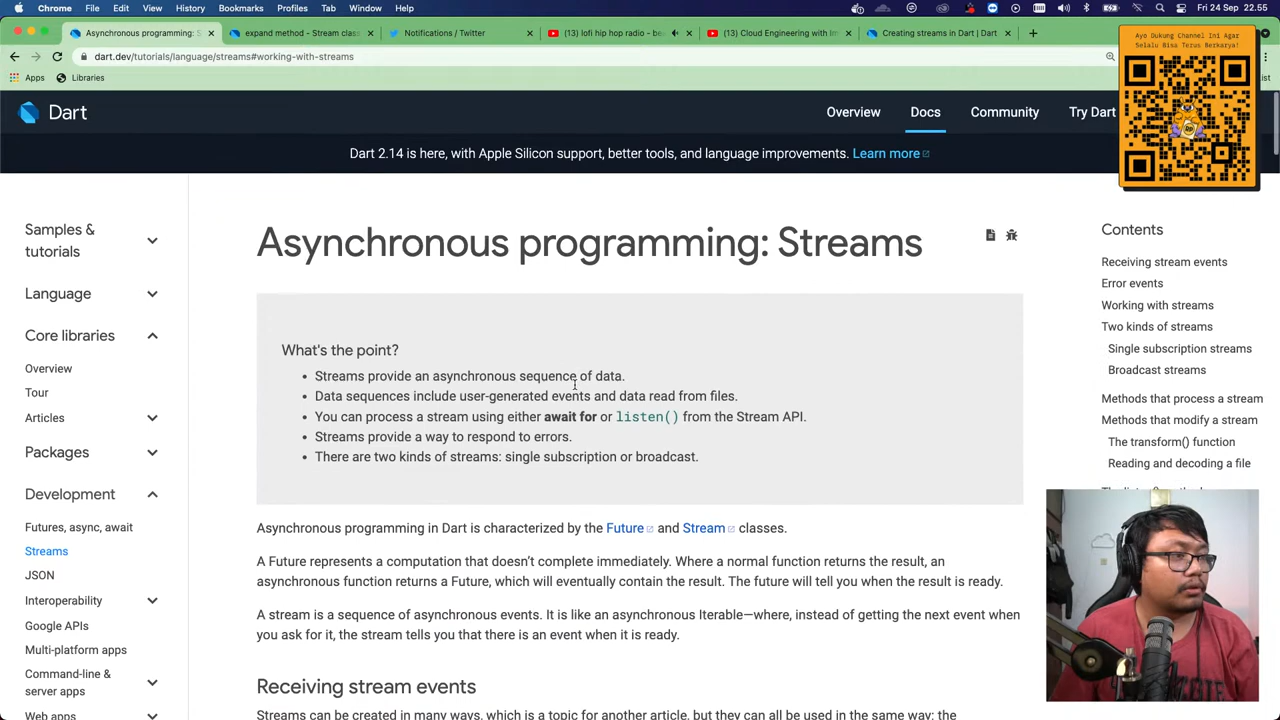 Chrome File Edit View History Bookmarks Profiles Tab Window Help
Fri 24 Sep 22.55
Asynchronous programming: S
expand method - Stream clas
Notifications / Twitter
(13) lofi hip hop radio - bea
(13) Cloud Engineering with Im
Creating streams in Dart | Dart
dart.dev/tutorials/language/streams#working-with-streams
Apps
Libraries
Ayo Dukung Channel Ini Agar
Selalu Bisa Terus Berkarya!
Dart
Overview
Docs
Community
Try Dart
Dart 2.14 is here, with Apple Silicon support, better tools, and language improvements. Learn more
Samples &
tutorials
Language
Core libraries
Overview
Tour
Articles
Packages
Development
Futures, async, await
Streams
JSON
Interoperability
Google APIs
Multi-platform apps
Command-line &
server apps
Web apps
Asynchronous programming: Streams
What's the point?
• Streams provide an asynchronous sequence of data.
• Data sequences include user-generated events and data read from files.
• You can process a stream using either await for or listen() from the Stream API.
• Streams provide a way to respond to errors.
• There are two kinds of streams: single subscription or broadcast.
Asynchronous programming in Dart is characterized by the Future and Stream classes.
A Future represents a computation that doesn't complete immediately. Where a normal function returns the result, an
asynchronous function returns a Future, which will eventually contain the result. The future will tell you when the result is ready.
A stream is a sequence of asynchronous events. It is like an asynchronous Iterable—where, instead of getting the next event when
you ask for it, the stream tells you that there is an event when it is ready.
Receiving stream events
Streams can be created in many ways, which is a topic for another article, but they can all be used in the same way: the
Contents
Receiving stream events
Error events
Working with streams
Two kinds of streams
Single subscription streams
Broadcast streams
Methods that process a stream
Methods that modify a stream
The transform() function
Reading and decoding a file